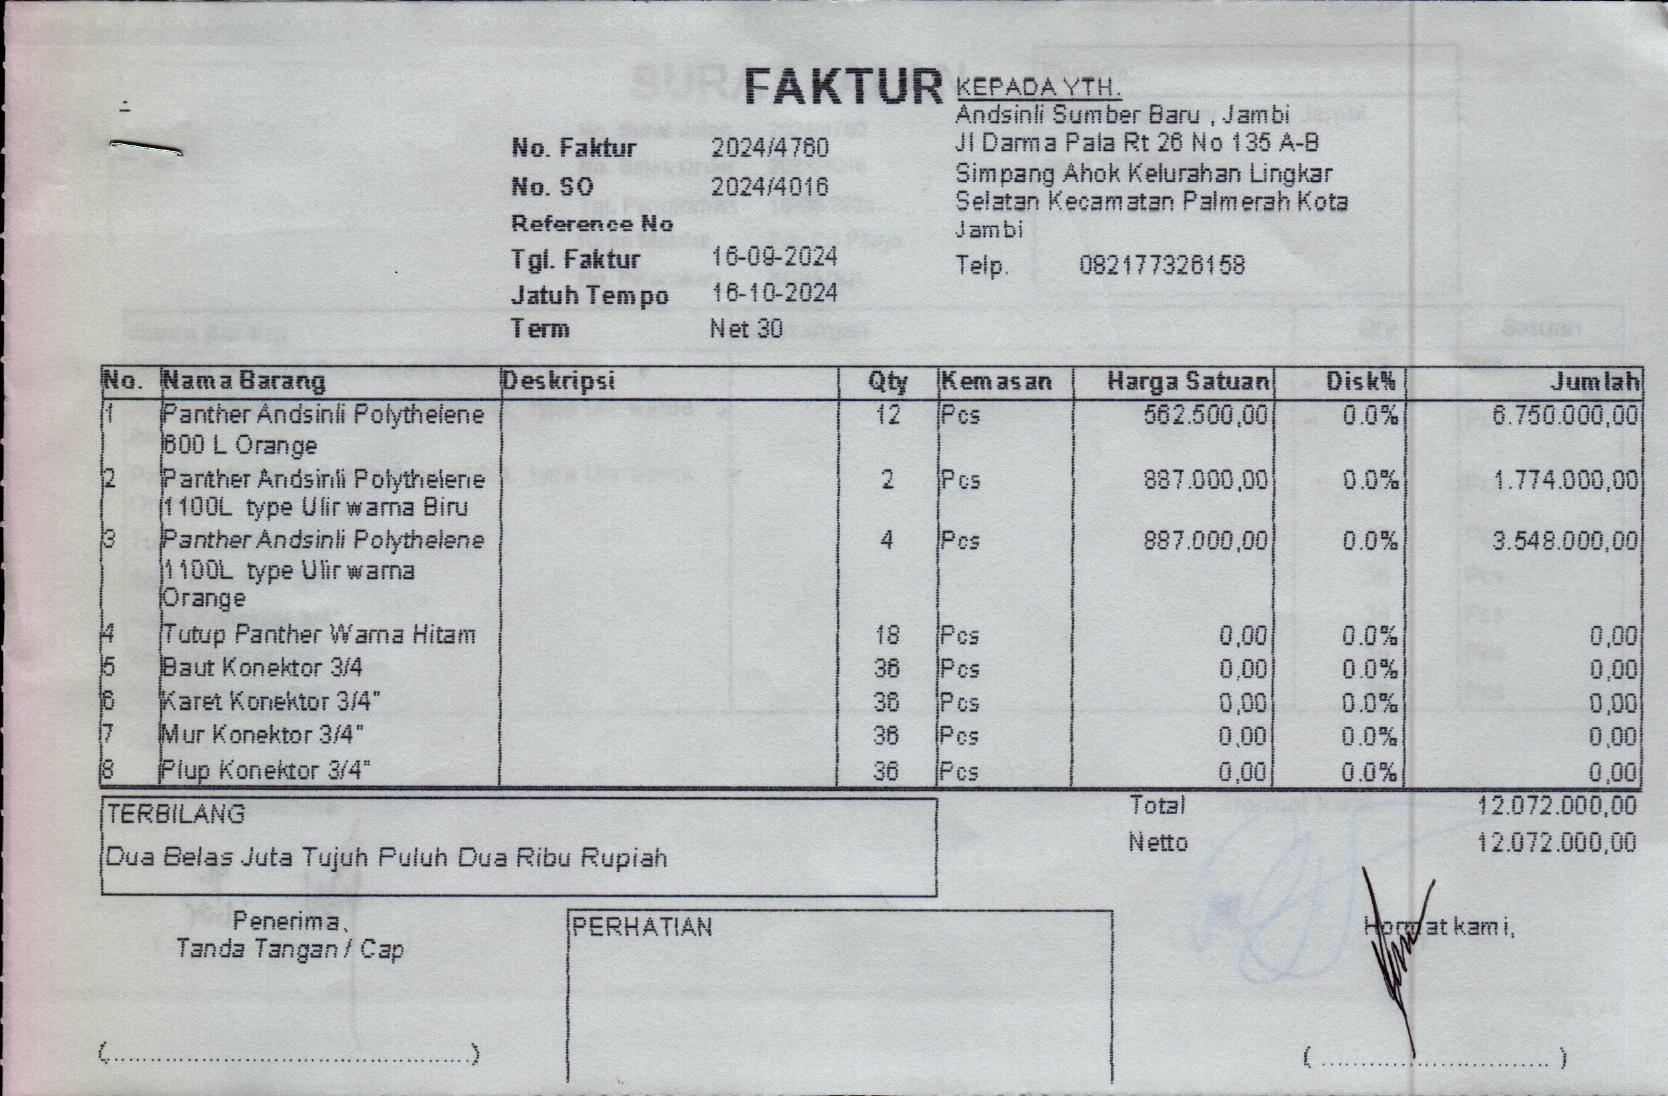 FAKTUR
KEPADA YTH.
Andsinli Sumber Baru , Jambi
Jl Darma Pala Rt 26 No 135 A-B
Simpang Ahok Kelurahan Lingkar
Selatan Kecamatan Palmerah Kota
Jambi
Telp. 082177326158
No. Faktur 2024/4760
No. SO 2024/4016
Reference No
Tgl. Faktur 16-09-2024
Jatuh Tempo 16-10-2024
Term Net 30
No. Nama Barang Deskripsi Qty Kemasan Harga Satuan Disk% Jumlah
1 Panther Andsinli Polythelene 12 Pcs 562.500,00 0.0% 6.750.000,00
600 L Orange
2 Panther Andsinli Polythelene 2 Pcs 887.000,00 0.0% 1.774.000,00
1100L type Ulir warna Biru
3 Panther Andsinli Polythelene 4 Pcs 887.000,00 0.0% 3.548.000,00
1100L type Ulir warna
Orange
4 Tutup Panther Warna Hitam 18 Pcs 0,00 0.0% 0,00
5 Baut Konektor 3/4 36 Pcs 0,00 0.0% 0,00
6 Karet Konektor 3/4" 36 Pcs 0,00 0.0% 0,00
7 Mur Konektor 3/4" 36 Pcs 0,00 0.0% 0,00
8 Plup Konektor 3/4" 36 Pcs 0,00 0.0% 0,00
Total 12.072.000,00
Netto 12.072.000,00
TERBILANG
Dua Belas Juta Tujuh Puluh Dua Ribu Rupiah
Penerima,
Tanda Tangan / Cap
PERHATIAN
Hormat kami,